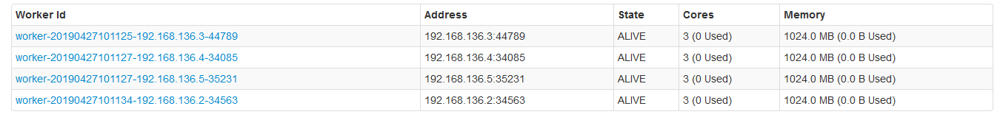 Worker Id Address State Cores Memory
worker-20190427101125-192.168.136.3-44789 192.168.136.3:44789 ALIVE 3 (0 Used) 1024.0 MB (0.0 B Used)
worker-20190427101127-192.168.136.4-34085 192.168.136.4:34085 ALIVE 3 (0 Used) 1024.0 MB (0.0 B Used)
worker-20190427101127-192.168.136.5-35231 192.168.136.5:35231 ALIVE 3 (0 Used) 1024.0 MB (0.0 B Used)
worker-20190427101134-192.168.136.2-34563 192.168.136.2:34563 ALIVE 3 (0 Used) 1024.0 MB (0.0 B Used)